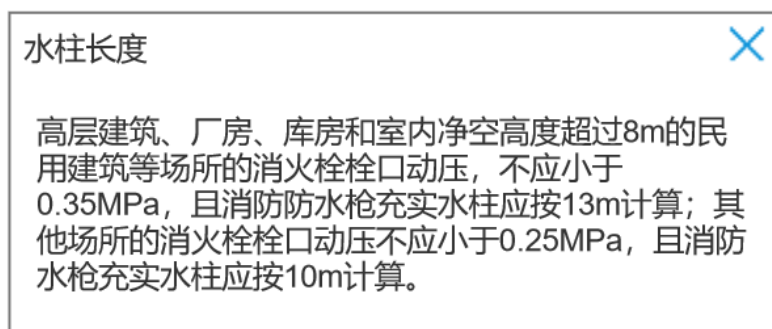 水柱长度
高层建筑、厂房、库房和室内净空高度超过8m的民
用建筑等场所的消火栓栓口动压，不应小于
0.35MPa，且消防防水枪充实水柱应按13m计算；其
他场所的消火栓栓口动压不应小于0.25MPa，且消防
水枪充实水柱应按10m计算。